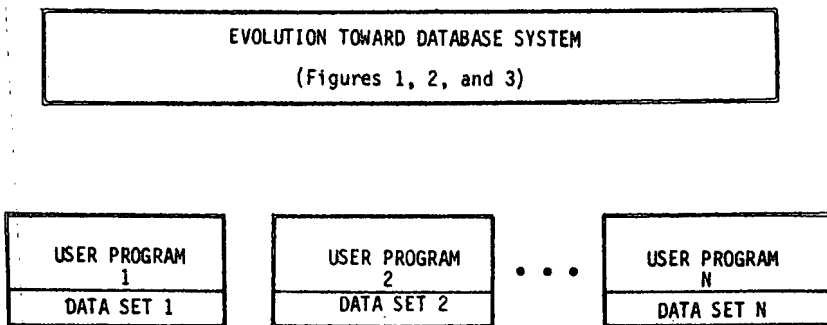 EVOLUTION TOWARD DATABASE SYSTEM
(Figures 1, 2, and 3)
USER PROGRAM
1
DATA SET 1
USER PROGRAM
2
DATA SET 2
• • •
USER PROGRAM
N
DATA SET N